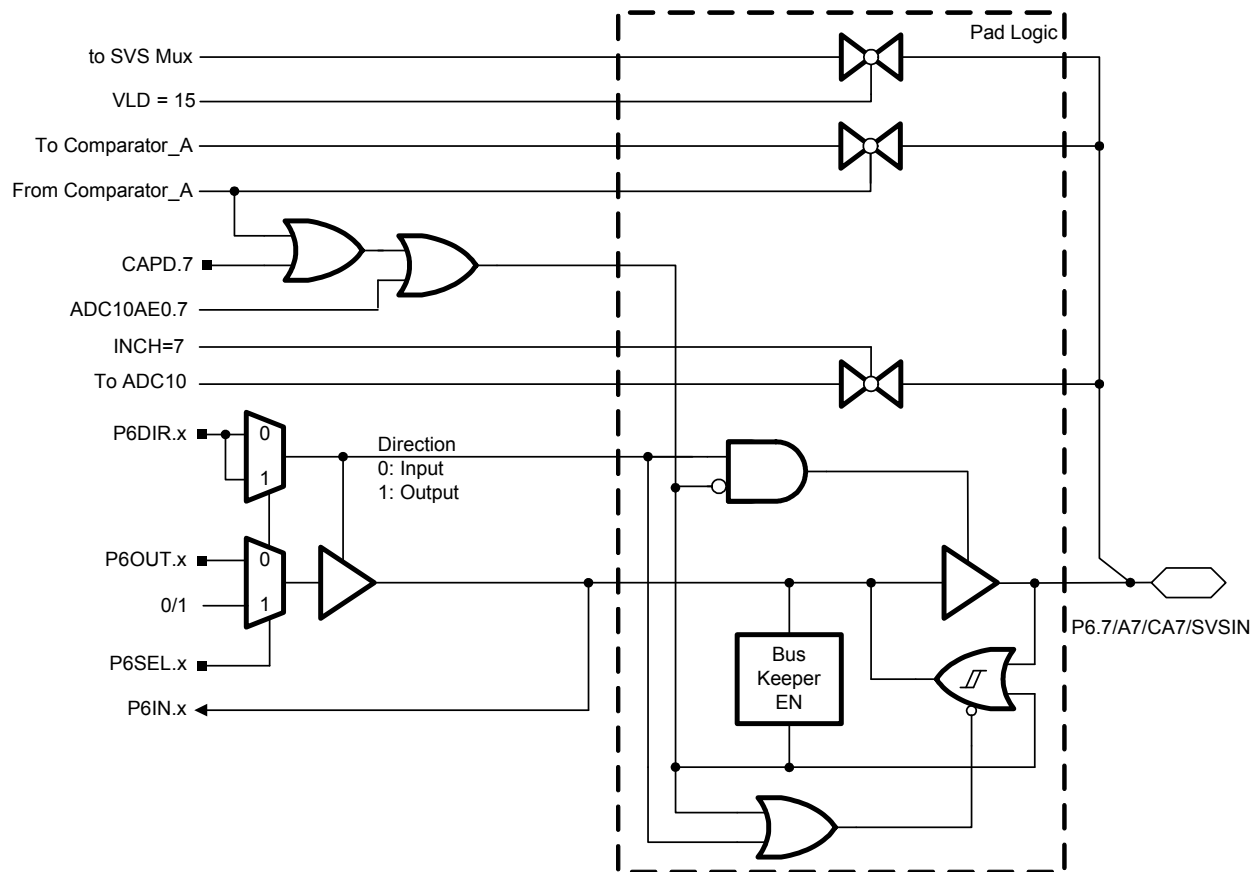 Pad Logic
to SVS Mux
VLD = 15
To Comparator_A
From Comparator_A
CAPD.7
ADC10AE0.7
INCH=7
To ADC10
P6DIR.x
0
1
Direction
0: Input
1: Output
P6OUT.x
0
0/1
1
P6SEL.x
P6IN.x
Bus
Keeper
EN
P6.7/A7/CA7/SVSIN